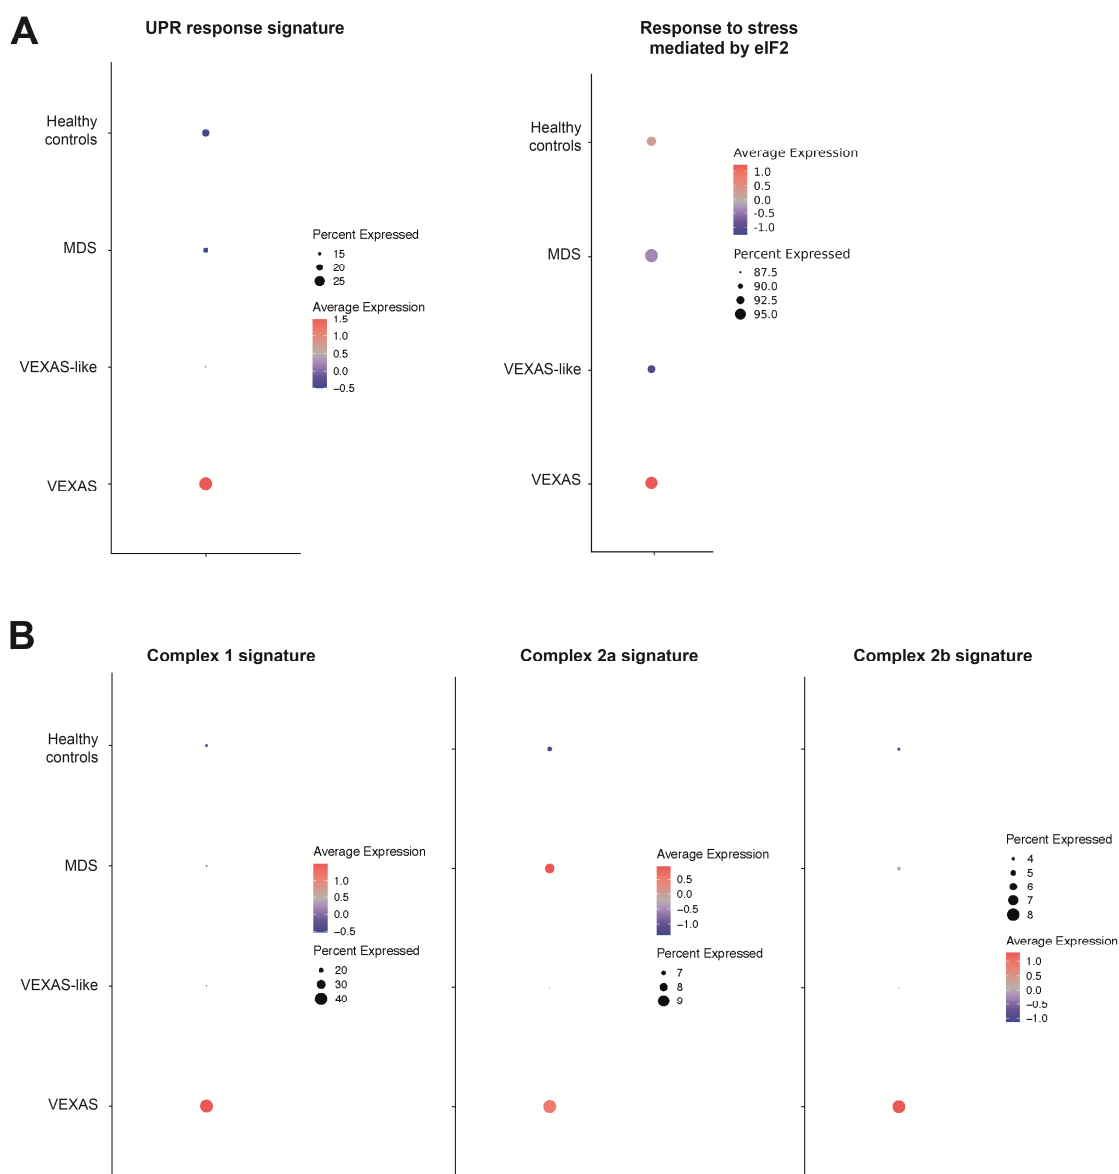 A
UPR response signature
Healthy
controls
MDS
VEXAS-like
VEXAS
Percent Expressed
15
20
25
Average Expression
1.5
1.0
0.5
0.0
−0.5
Response to stress
mediated by eIF2
Healthy
controls
MDS
VEXAS-like
VEXAS
Average Expression
1.0
0.5
0.0
-0.5
-1.0
Percent Expressed
87.5
90.0
92.5
95.0
B
Complex 1 signature
Healthy
controls
MDS
VEXAS-like
VEXAS
Average Expression
1.0
0.5
0.0
−0.5
Percent Expressed
20
30
40
Complex 2a signature
Average Expression
0.5
0.0
−0.5
−1.0
Percent Expressed
7
8
9
Complex 2b signature
Percent Expressed
4
5
6
7
8
Average Expression
1.0
0.5
0.0
−0.5
−1.0